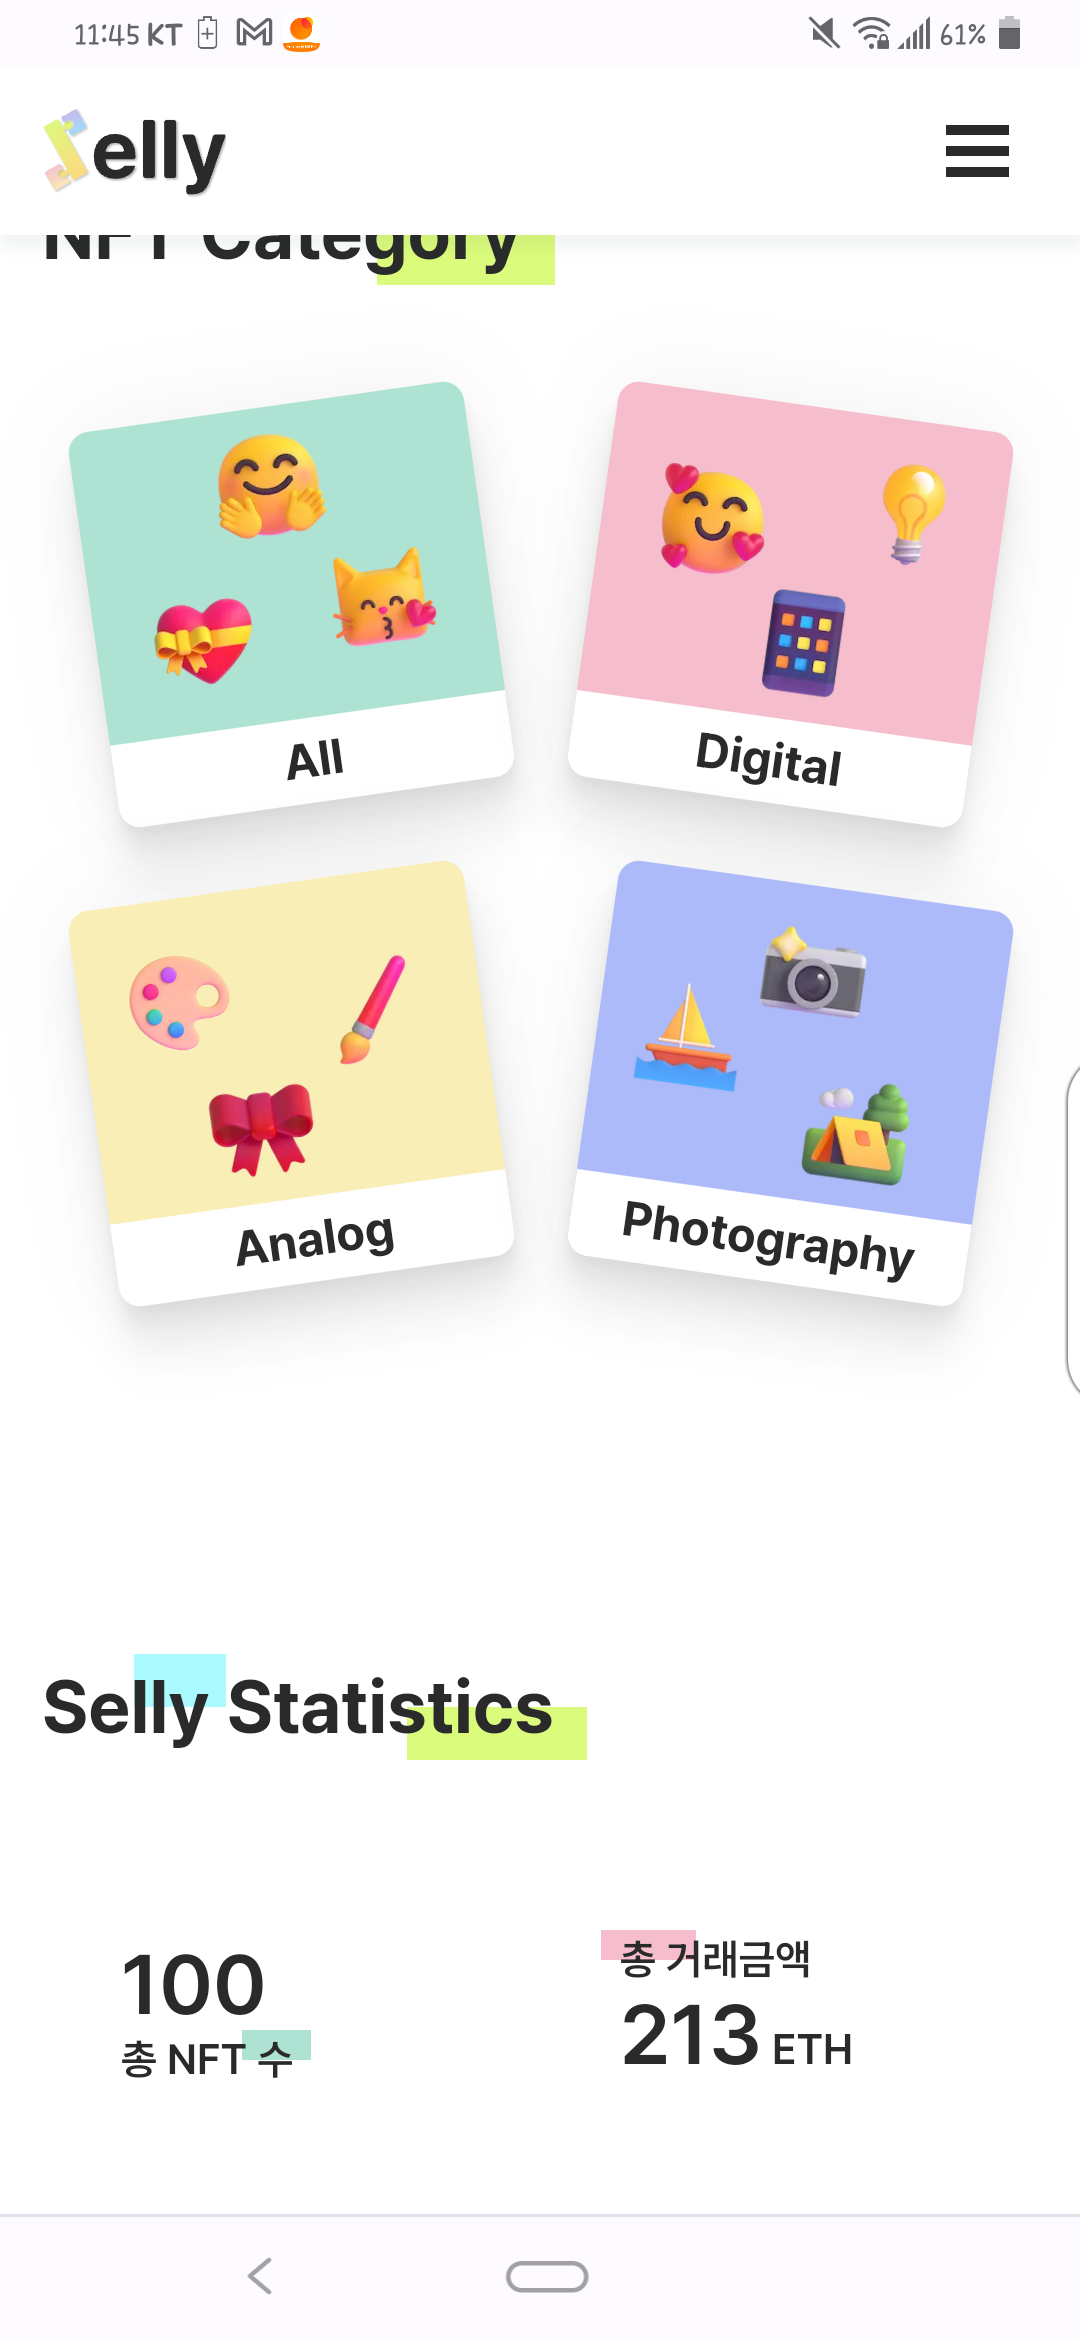 11:45 KT
61%
Selly
NFT Category
All
Digital
Analog
Photography
Selly Statistics
100
총 NFT 수
총 거래금액
213 ETH